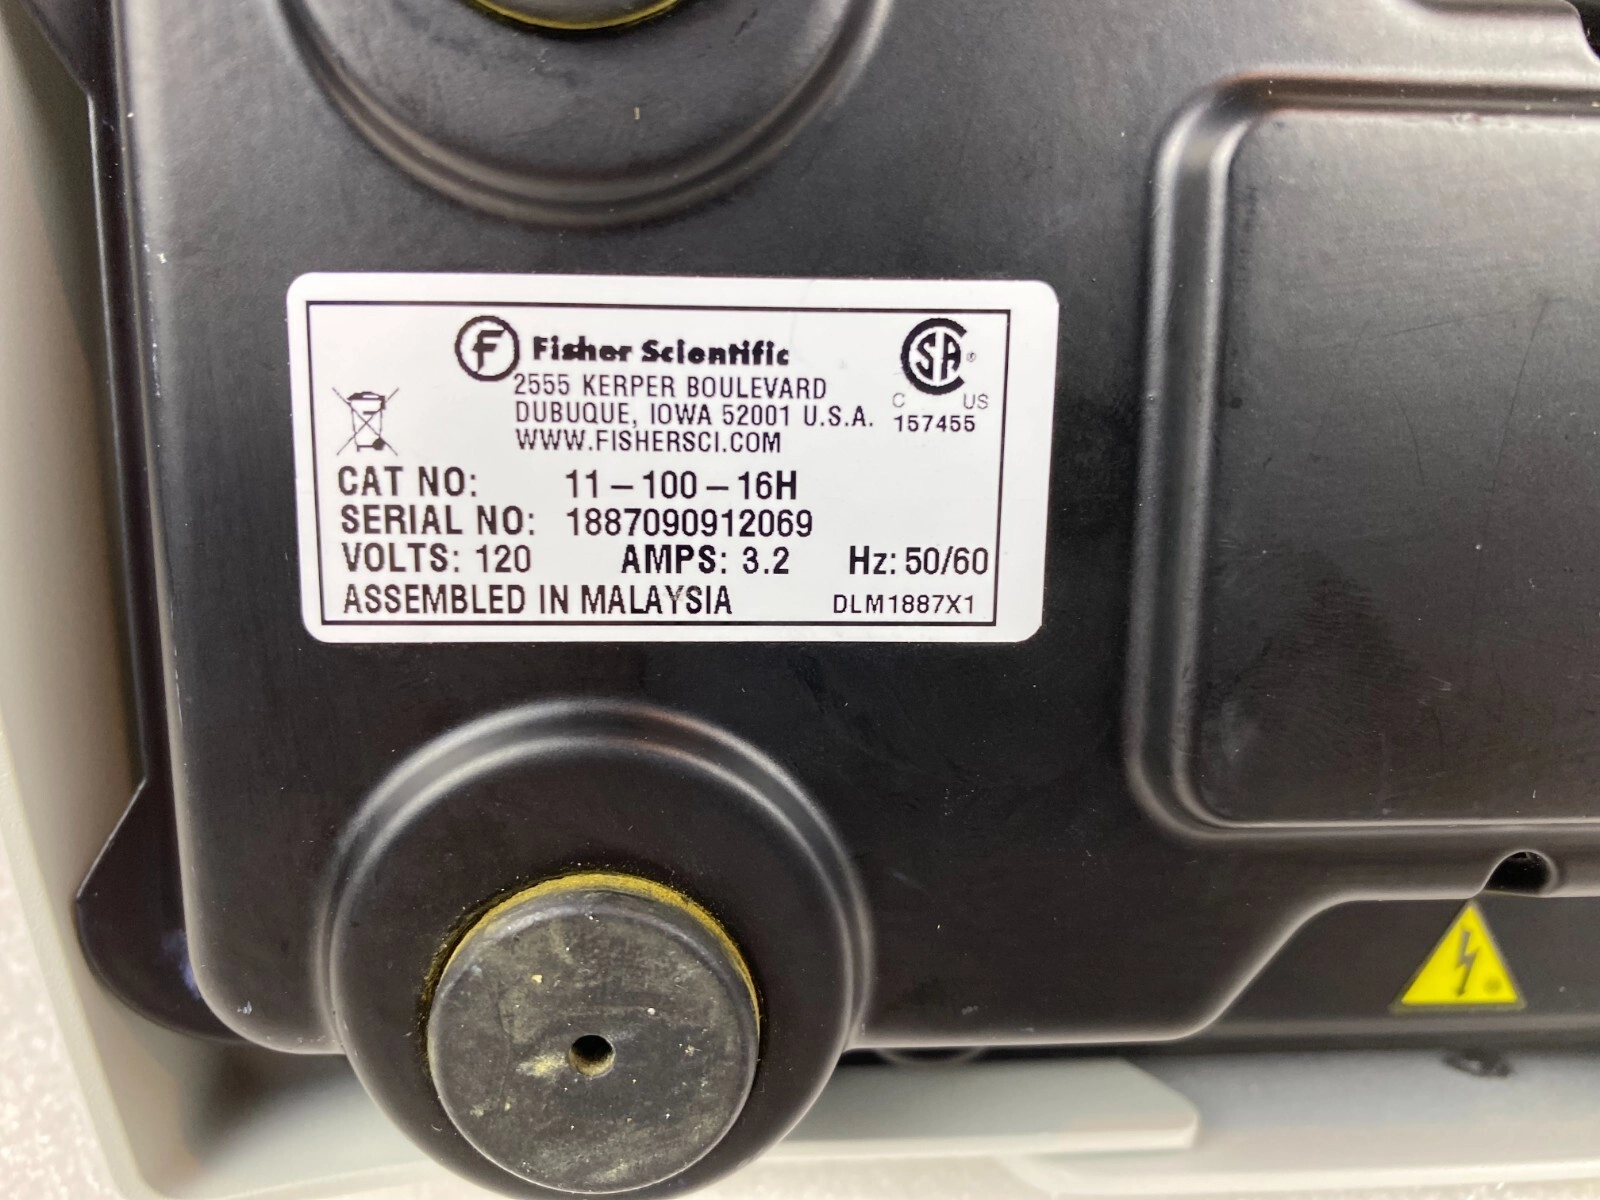 F Fisher Scientific
2555 KERPER BOULEVARD
DUBUQUE, IOWA 52001 U.S.A.
WWW.FISHERSCI.COM
CSA ®
C US
157455
CAT NO: 11-100-16H
SERIAL NO: 1887090912069
VOLTS: 120 AMPS: 3.2 Hz: 50/60
ASSEMBLED IN MALAYSIA DLM1887X1